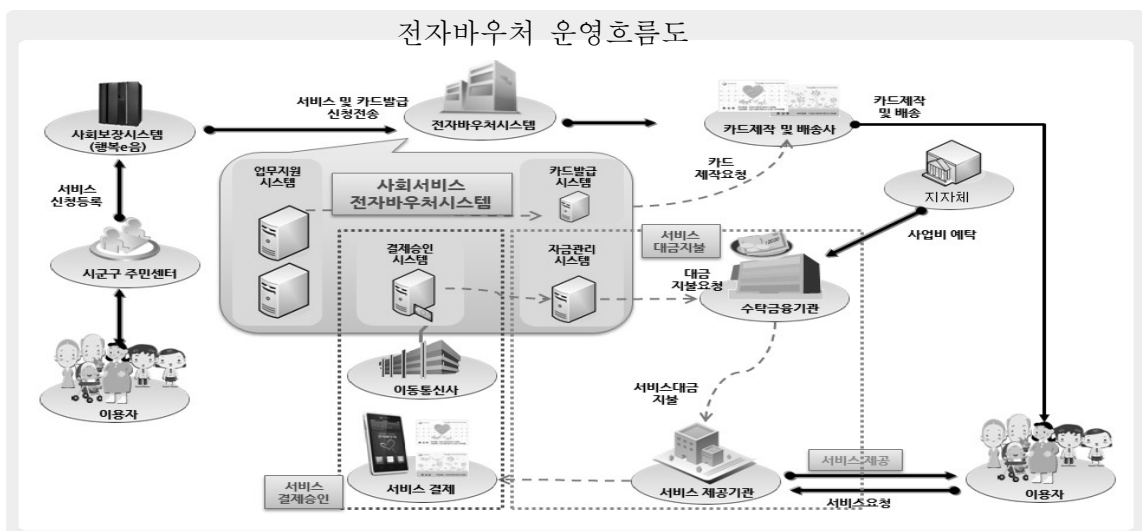 전자바우처 운영흐름도
서비스 및 카드발급
신청전송
사회보장시스템
(행복e음)
전자바우처시스템
카드제작 및 배송사
카드제작
및 배송
서비스
신청등록
업무지원
시스템
사회서비스
전자바우처시스템
카드발급
시스템
카드
제작요청
지자체
사업비 예탁
시군구 주민센터
결제승인
시스템
자금관리
시스템
서비스
대금지불
대금
지불요청
수탁금융기관
이용자
이동통신사
서비스대금
지불
서비스
결제승인
서비스 결제
서비스 제공기관
서비스 제공
서비스요청
이용자